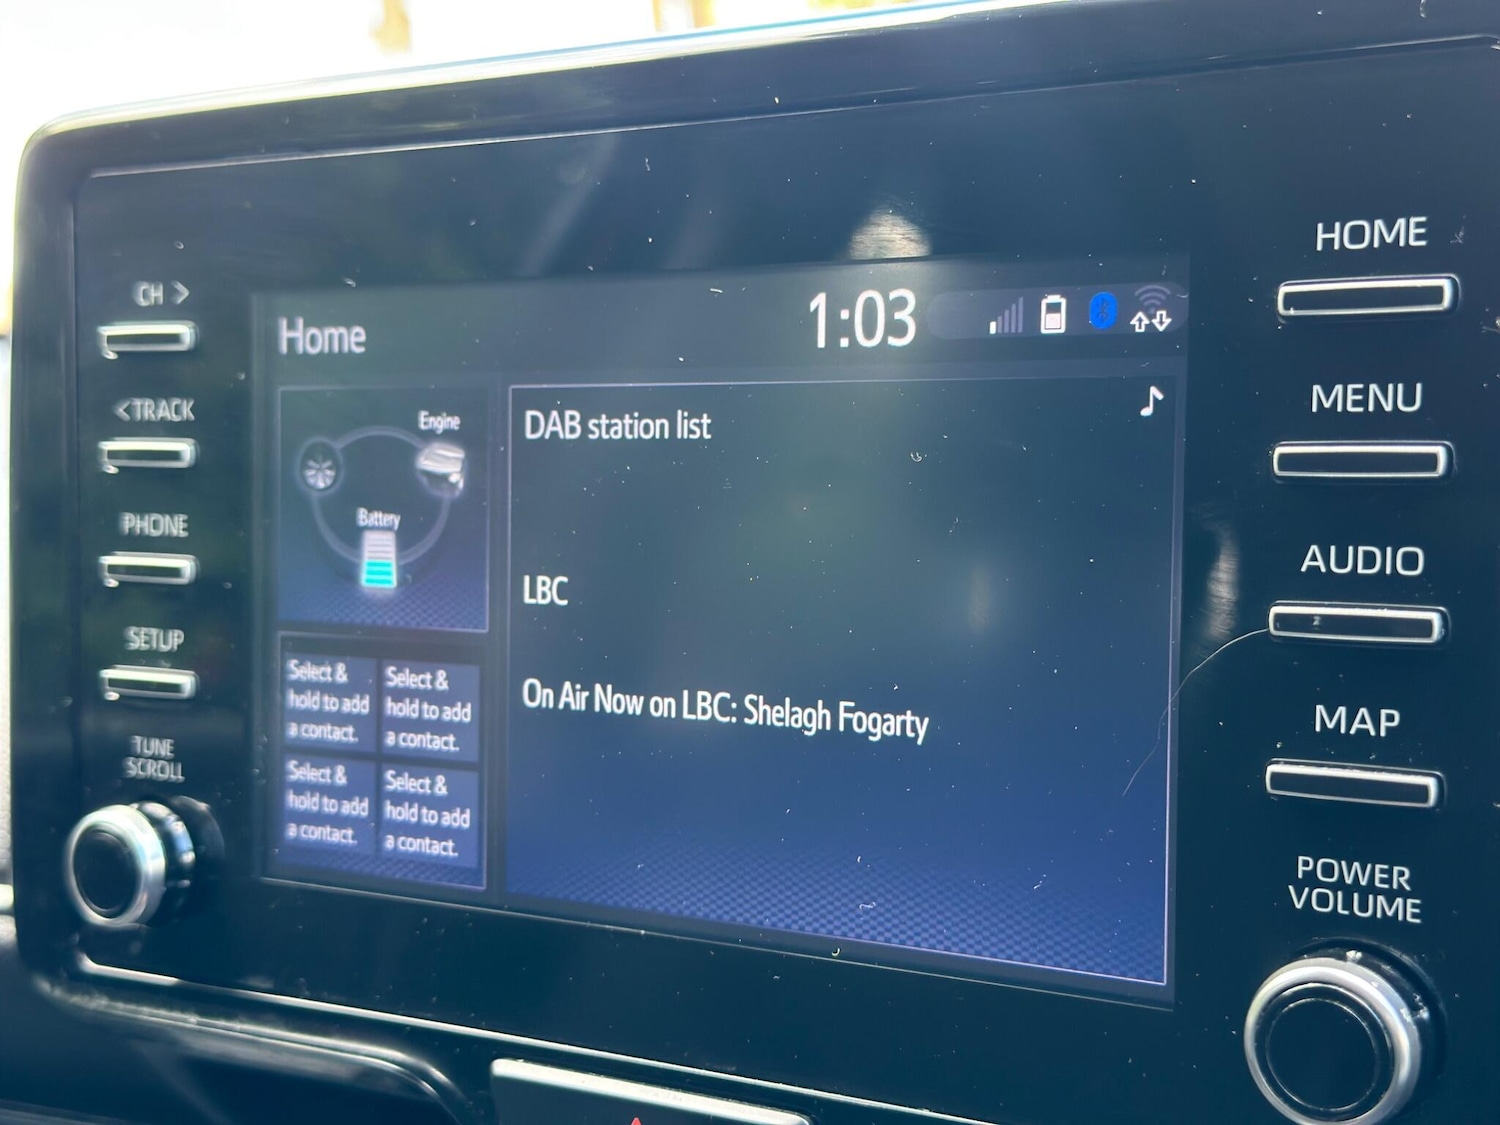 CH >
< TRACK
PHONE
SETUP
TUNE
SCROLL
Home
1:03
Engine
Battery
Select &
hold to add
a contact.
Select &
hold to add
a contact.
Select &
hold to add
a contact.
Select &
hold to add
a contact.
DAB station list
LBC
On Air Now on LBC: Shelagh Fogarty
HOME
MENU
AUDIO
MAP
POWER
VOLUME